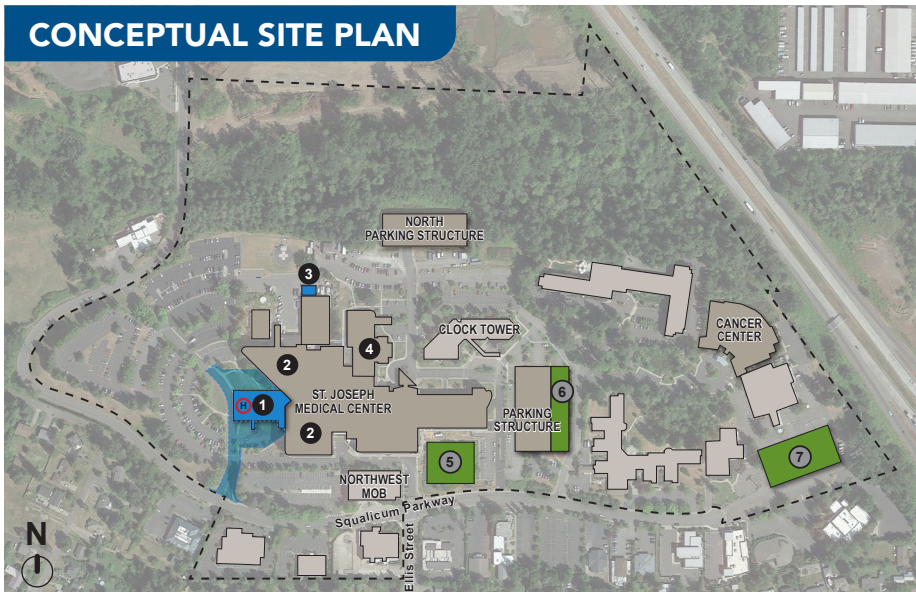 CONCEPTUAL SITE PLAN
NORTH
PARKING STRUCTURE
3
CLOCK TOWER
CANCER
CENTER
4
2
ST. JOSEPH
MEDICAL CENTER
6
H 1
PARKING
STRUCTURE
2
5
7
NORTHWEST
MOB
Squalicum Parkway
Ellis Street
N